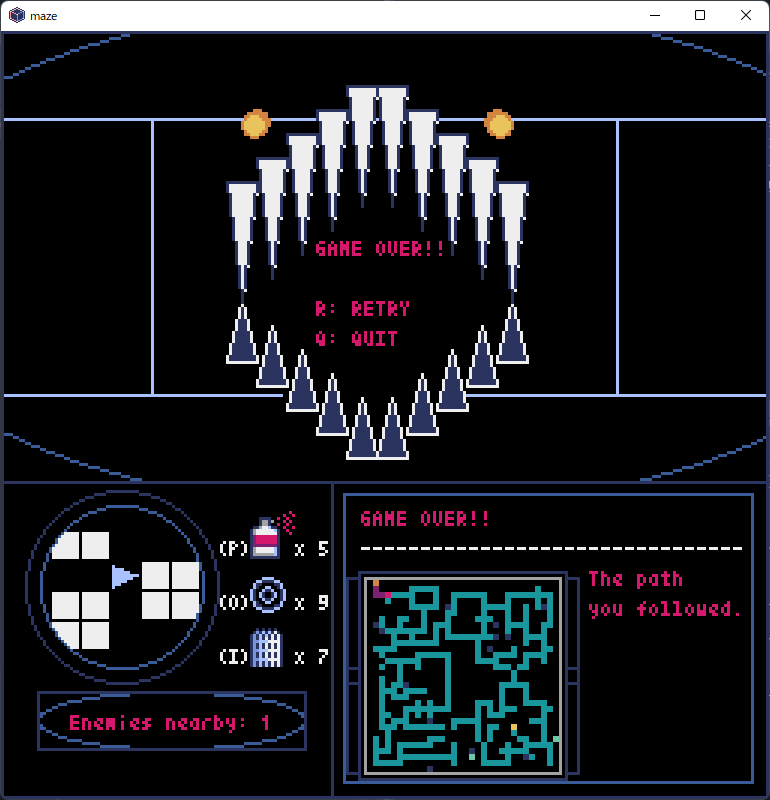 maze
GAME OVER!!
R: RETRY
Q: QUIT
(P) x 5
(O) x 9
(I) x 7
Enemies nearby: 1
GAME OVER!!
The path
you followed.